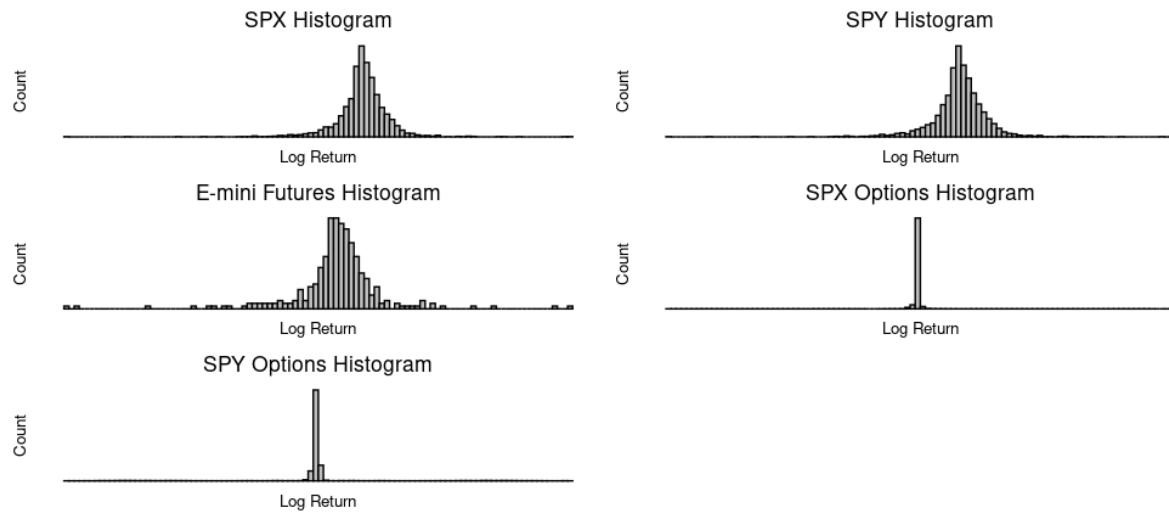 SPX Histogram
Count
Log Return
SPY Histogram
Count
Log Return
E-mini Futures Histogram
Count
Log Return
SPX Options Histogram
Count
Log Return
SPY Options Histogram
Count
Log Return